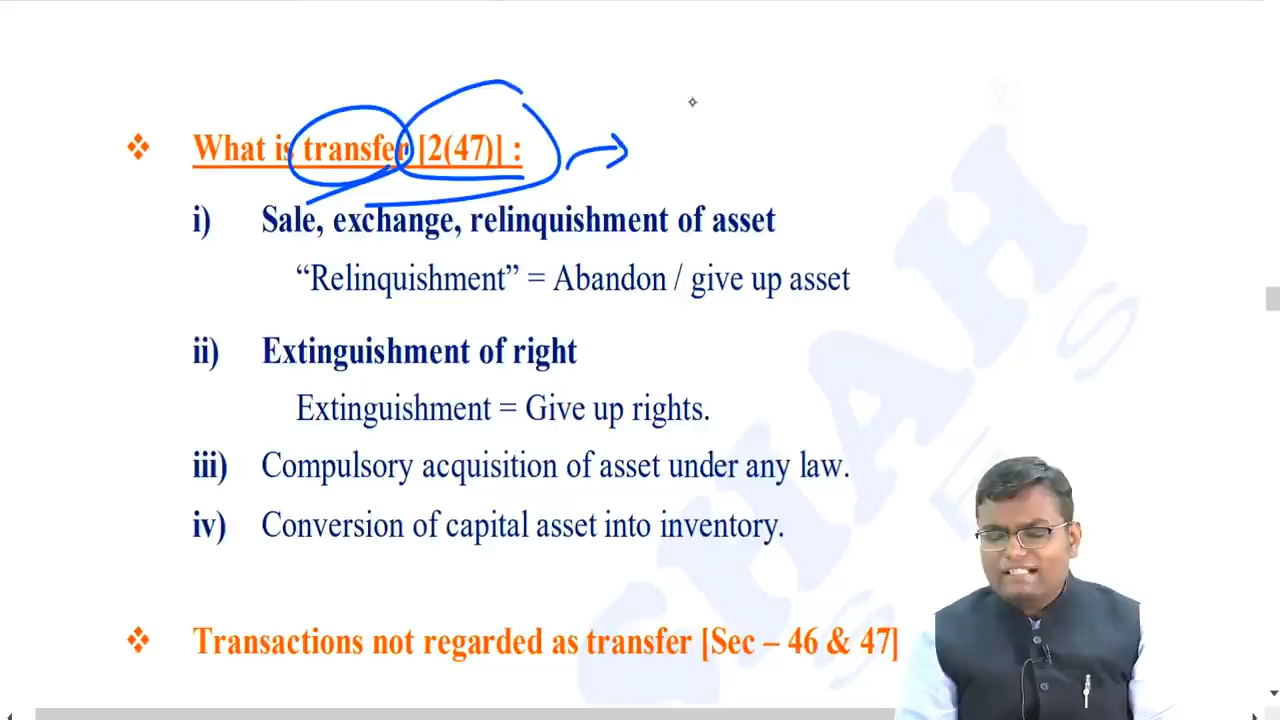 ❖ What is transfer [2(47)] :
i) Sale, exchange, relinquishment of asset
“Relinquishment” = Abandon / give up asset
ii) Extinguishment of right
Extinguishment = Give up rights.
iii) Compulsory acquisition of asset under any law.
iv) Conversion of capital asset into inventory.
❖ Transactions not regarded as transfer [Sec – 46 & 47]
SHAH